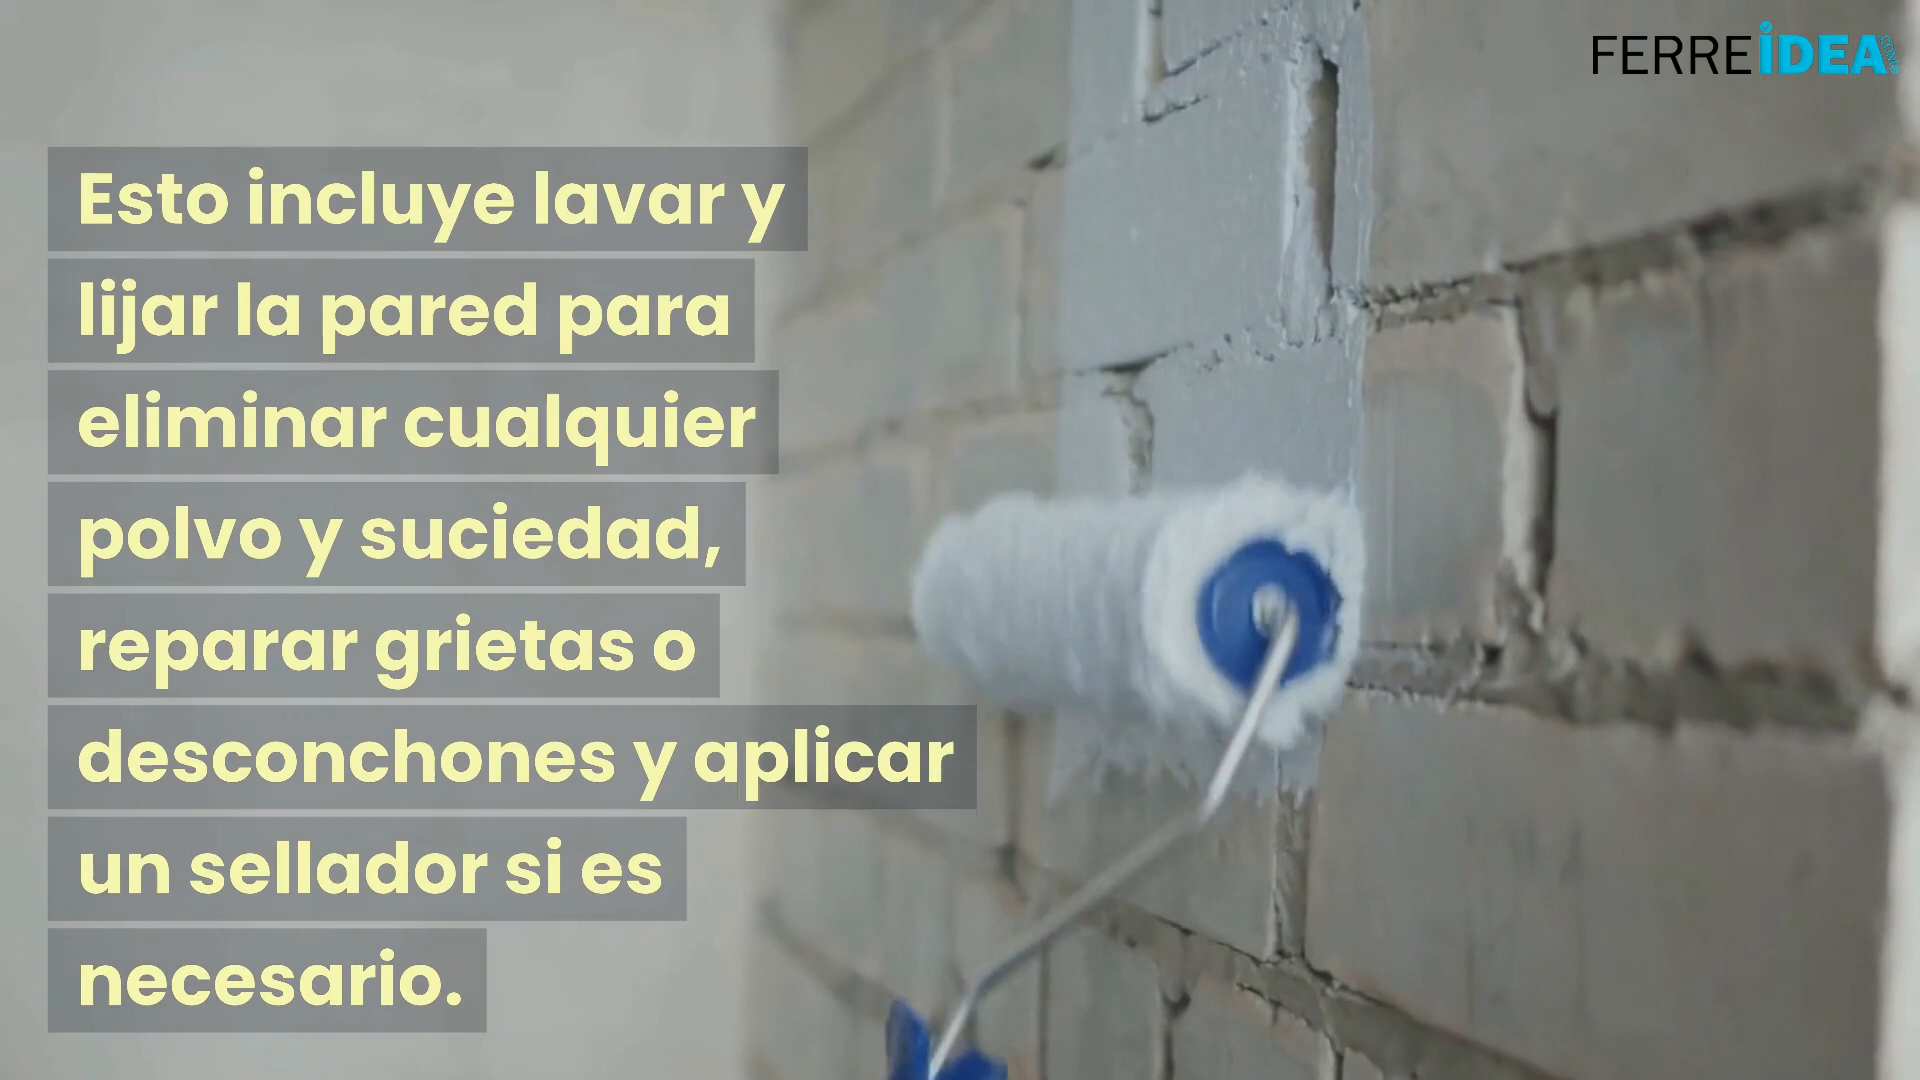 FERREiDEA.COM
Esto incluye lavar y
lijar la pared para
eliminar cualquier
polvo y suciedad,
reparar grietas o
desconchones y aplicar
un sellador si es
necesario.